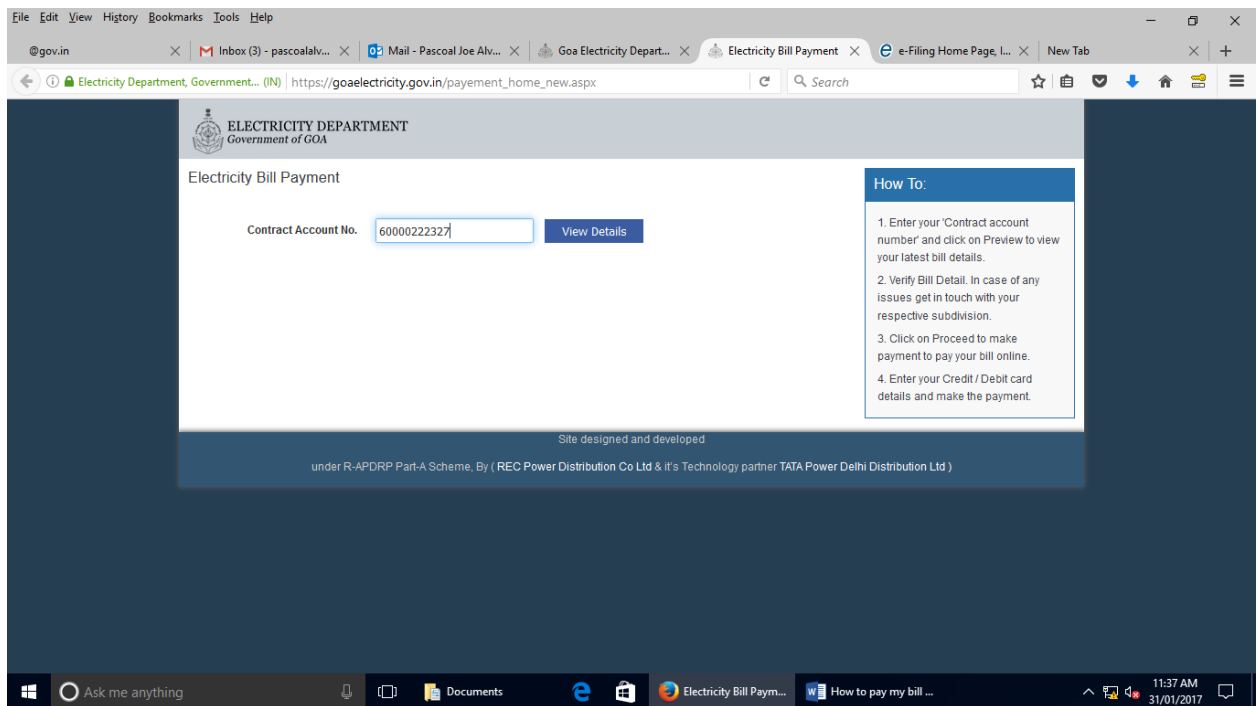 File Edit View History Bookmarks Tools Help
@gov.in
Inbox (3) - pascoalalv...
Mail - Pascoal Joe Alv...
Goa Electricity Depart...
Electricity Bill Payment
e-Filing Home Page, I...
New Tab
Electricity Department, Government... (IN) https://goaelectricity.gov.in/payement_home_new.aspx
Search
ELECTRICITY DEPARTMENT
Government of GOA
Electricity Bill Payment
Contract Account No. 60000222327 View Details
How To:
1. Enter your 'Contract account
number' and click on Preview to view
your latest bill details.
2. Verify Bill Detail. In case of any
issues get in touch with your
respective subdivision.
3. Click on Proceed to make
payment to pay your bill online.
4. Enter your Credit / Debit card
details and make the payment.
Site designed and developed
under R-APDRP Part-A Scheme, By ( REC Power Distribution Co Ltd & it's Technology partner TATA Power Delhi Distribution Ltd )
Ask me anything
Documents
Electricity Bill Paym...
How to pay my bill ...
11:37 AM
31/01/2017